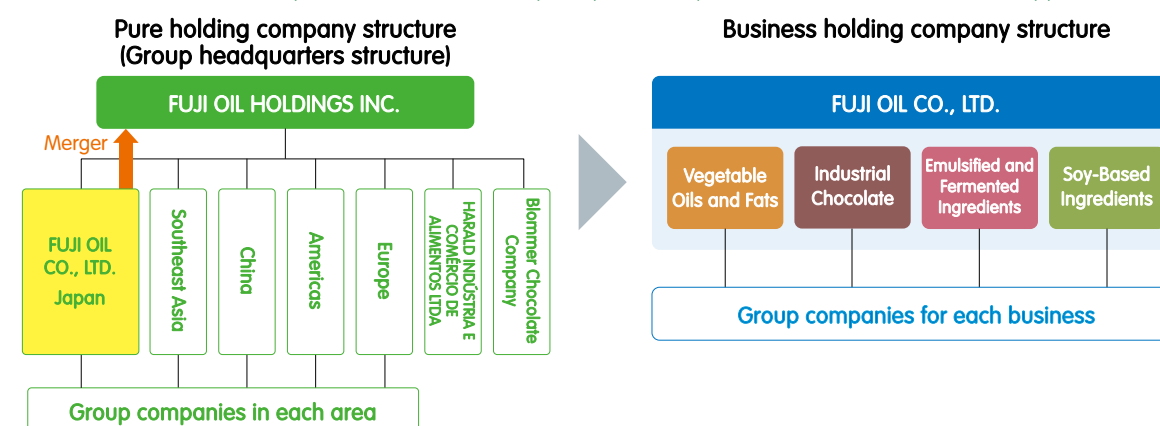 Pure holding company structure
(Group headquarters structure)
FUJI OIL HOLDINGS INC.
Merger
FUJI OIL
CO., LTD.
Japan
Southeast Asia
China
Americas
Europe
HARALD INDÚSTRIA E
COMÉRCIO DE
ALIMENTOS LTDA
Blommer Chocolate
Company
Group companies in each area
Business holding company structure
FUJI OIL CO., LTD.
Vegetable
Oils and Fats
Industrial
Chocolate
Emulsified and
Fermented
Ingredients
Soy-Based
Ingredients
Group companies for each business